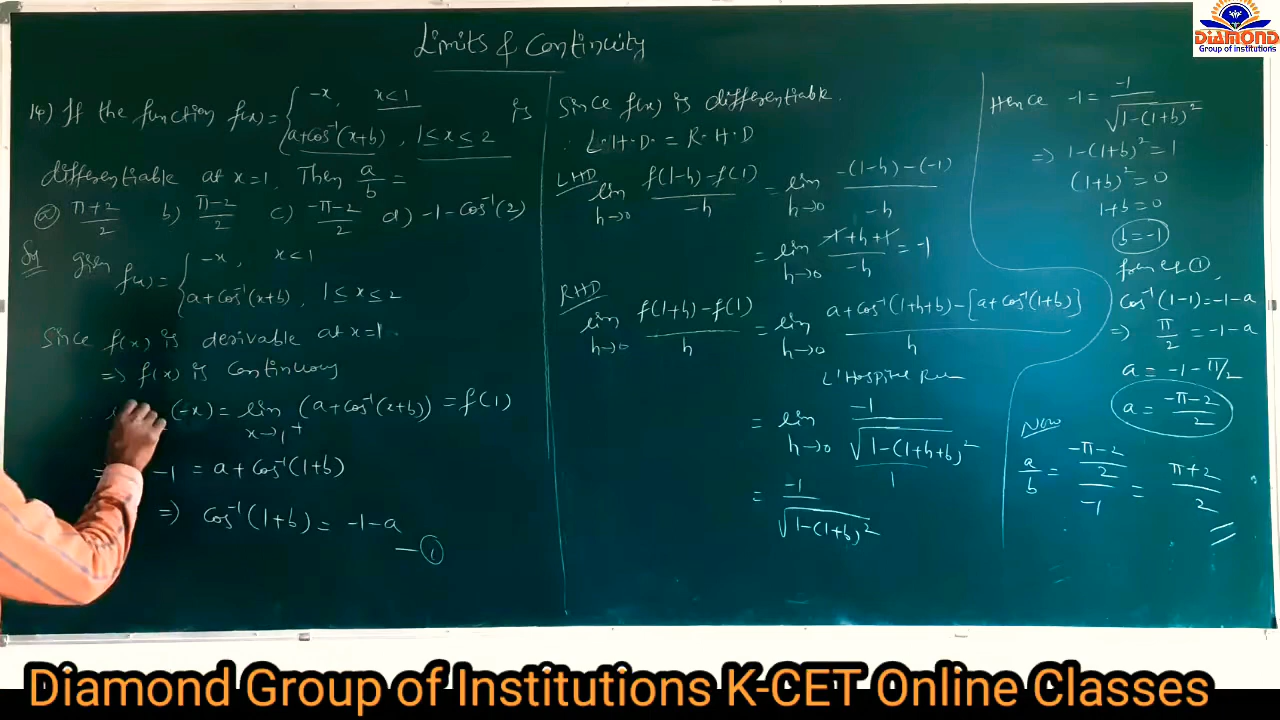 Limits & Continuity
DIAMOND
Group of institutions
14) If the function f(x) = { -x, x<1
a+cos⁻¹(x+b), 1≤x≤2 is
differentiable at x=1, Then a/b =
a) π+2/2 b) π-2/2 c) -π-2/2 d) -1-cos⁻¹(2)
Sol given f(x) = { -x, x<1
a+cos⁻¹(x+b), 1≤x≤2
Since f(x) is derivable at x=1.
⇒ f(x) is continuous
(-x) = lim x→1⁺ (a+cos⁻¹(x+b)) = f(1)
-1 = a+cos⁻¹(1+b)
⇒ cos⁻¹(1+b) = -1-a
—①
Since f(x) is differentiable.
∴ L.H.D. = R.H.D
LHD
lim h→0 f(1-h)-f(1)/-h = lim h→0 -(1-h)-(-1)/-h
= lim h→0 -1+h+1/-h = -1
RHD
lim h→0 f(1+h)-f(1)/h = lim h→0 a+cos⁻¹(1+h+b)-[a+cos⁻¹(1+b)]/h
L'Hospital Rule
= lim h→0 -1/√1-(1+h+b)²/1
= -1/√1-(1+b)²
Hence -1 = -1/√1-(1+b)²
⇒ 1-(1+b)² = 1
(1+b)² = 0
1+b = 0
b = -1
from eq ①,
cos⁻¹(1-1) = -1-a
⇒ π/2 = -1-a
a = -1-π/2
a = -π-2/2
Now
a/b = -π-2/2/-1 = π+2/2
Diamond Group of Institutions K-CET Online Classes